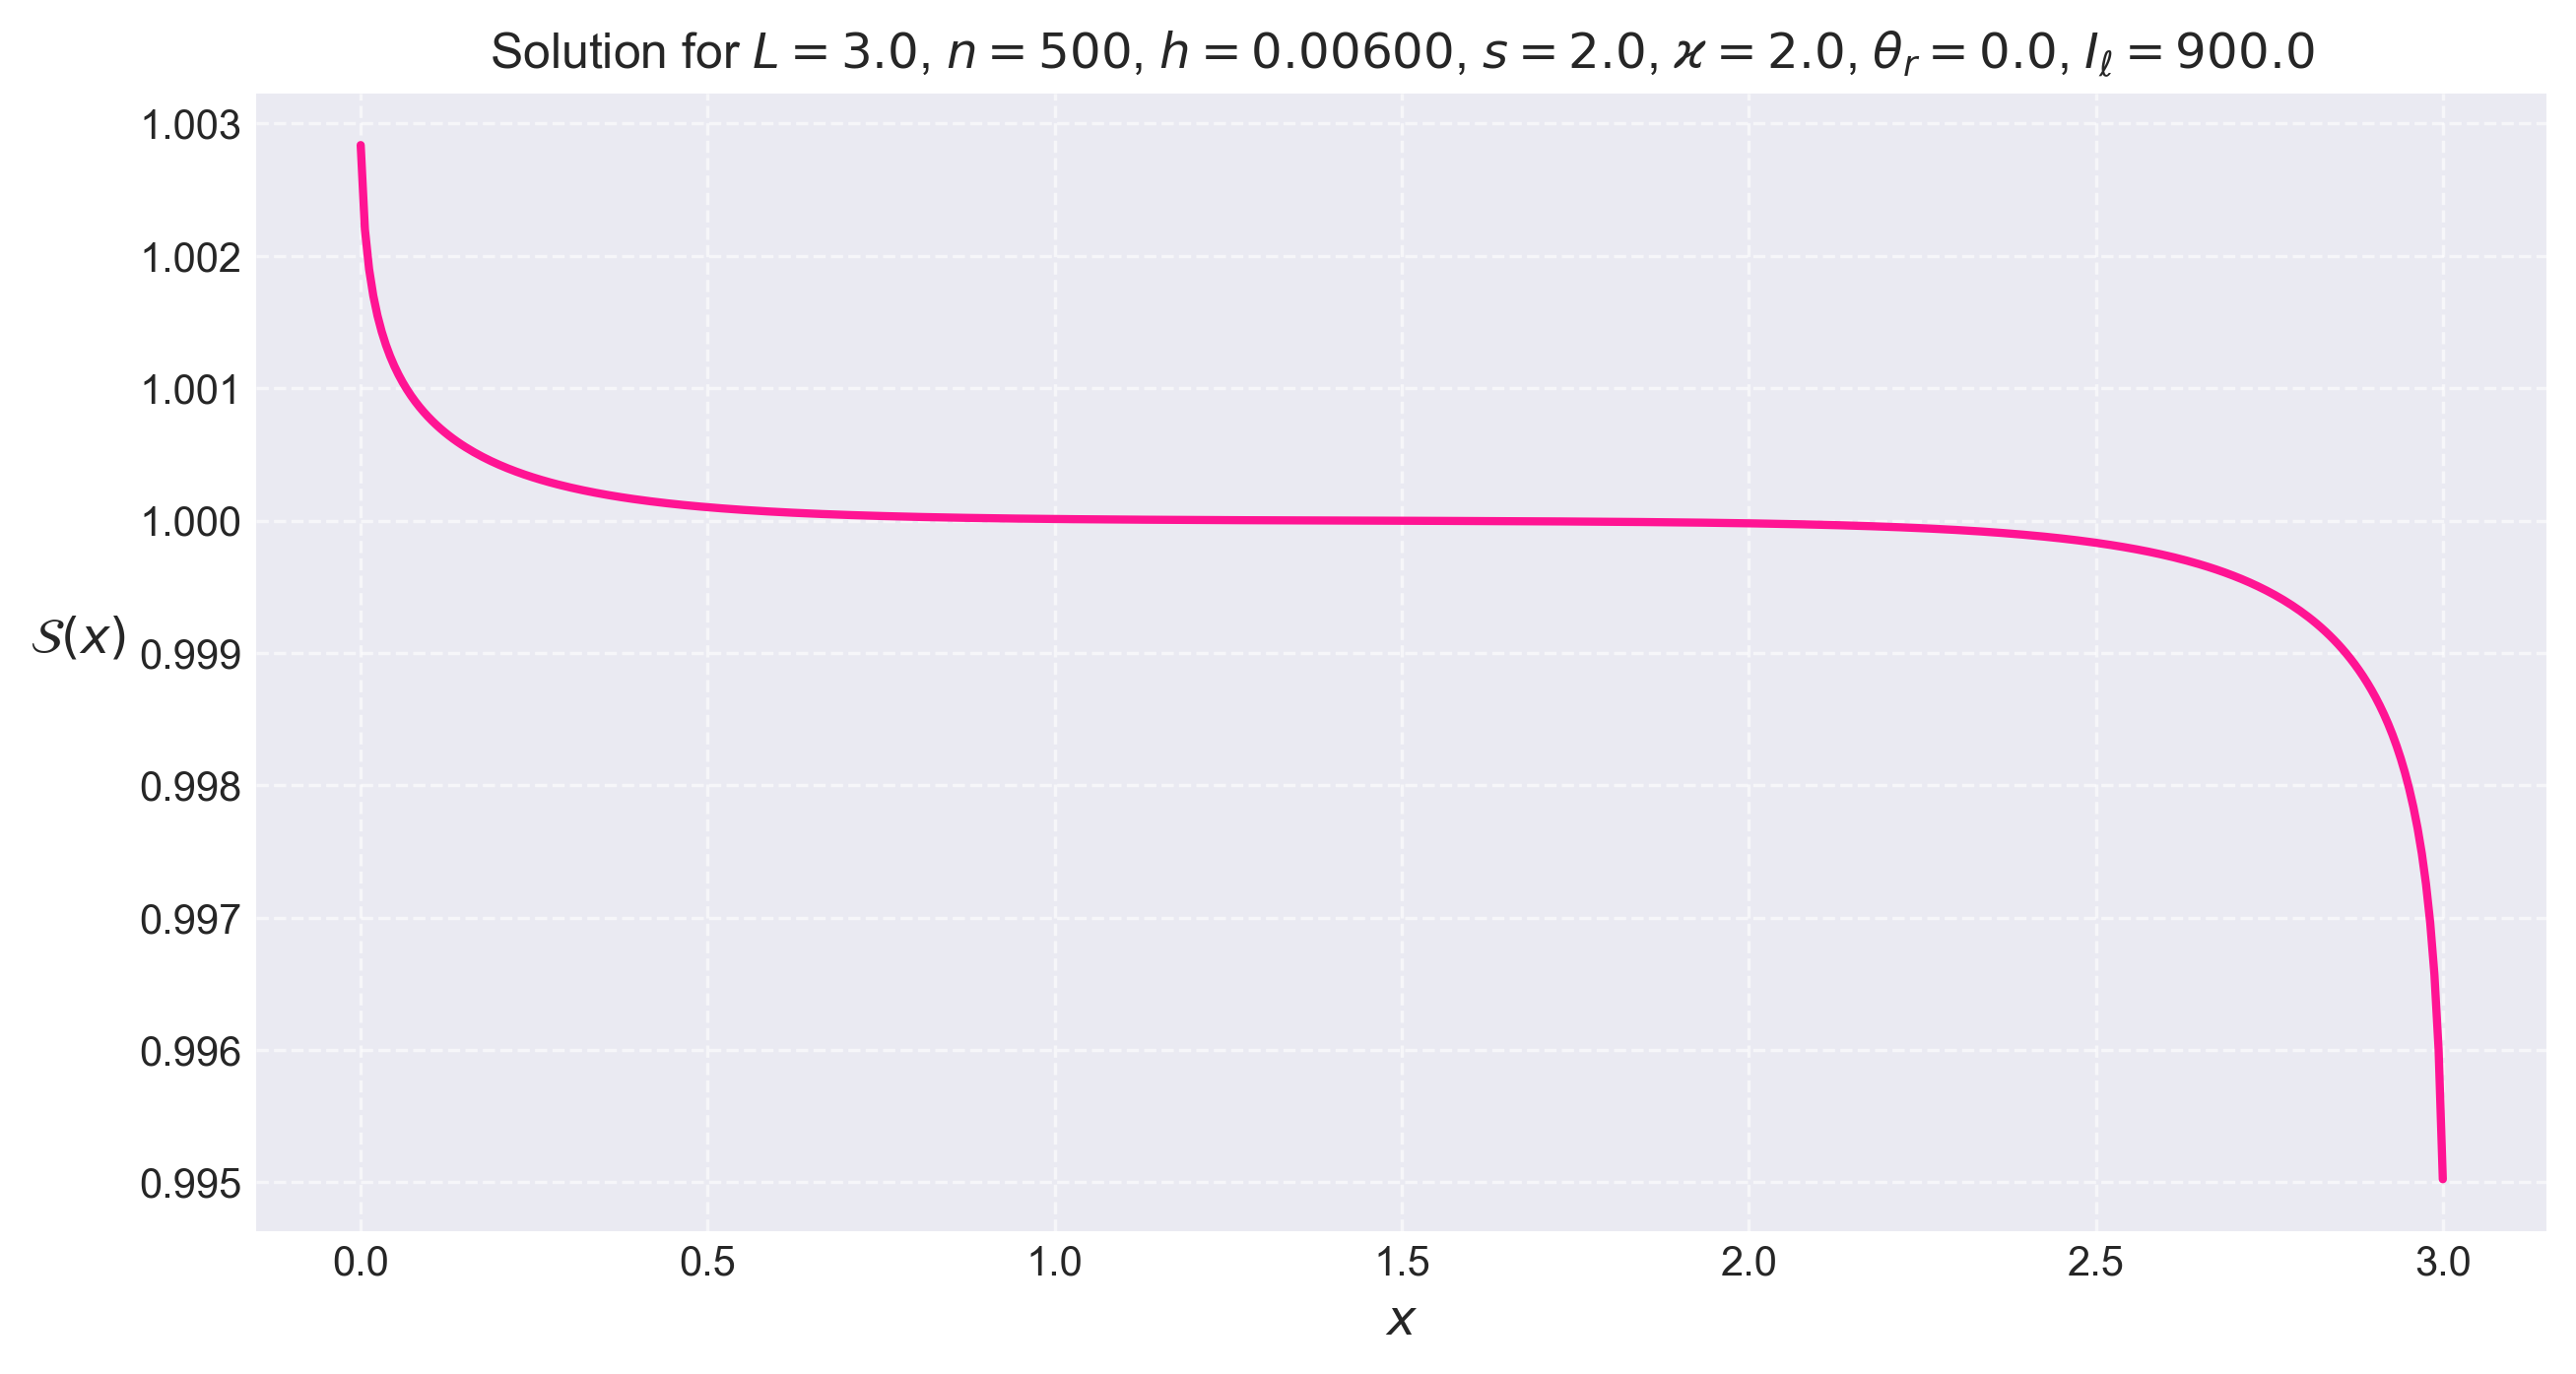 Solution for L = 3.0, n = 500, h = 0.00600, s = 2.0, ϰ = 2.0, θ_r = 0.0, I_ℓ = 900.0
1.003
1.002
1.001
1.000
𝒮(x)
0.999
0.998
0.997
0.996
0.995
0.0 0.5 1.0 1.5 2.0 2.5 3.0
x